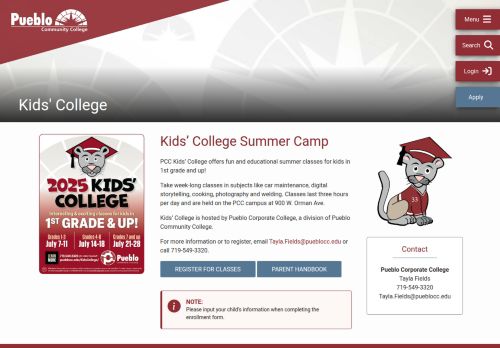 Pueblo
Community College
Menu
Search
Login
Apply
Kids' College
2025 KIDS'
COLLEGE
Interesting & exciting classes for kids in
1ST GRADE & UP!
Grades 1-3
July 7-11
Grades 4-6
July 14-18
Grades 7 and up
July 21-28
LEARN
MORE
Pueblo
Kids’ College Summer Camp
PCC Kids’ College offers fun and educational summer classes for kids in
1st grade and up!
Take week-long classes in subjects like car maintenance, digital
storytelling, cooking, photography and welding. Classes last three hours
per day and are held on the PCC campus at 900 W. Orman Ave.
Kids’ College is hosted by Pueblo Corporate College, a division of Pueblo
Community College.
For more information or to register, email Tayla.Fields@pueblocc.edu or
call 719-549-3320.
REGISTER FOR CLASSES
PARENT HANDBOOK
NOTE:
Please input your child's information when completing the
enrollment form.
33
Contact
Pueblo Corporate College
Tayla Fields
719-549-3320
Tayla.Fields@pueblocc.edu